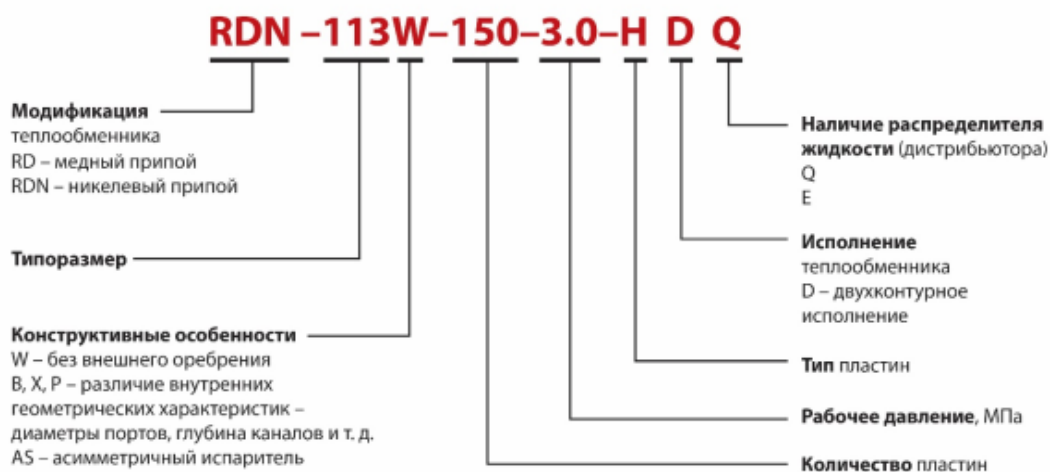 RDN –113W–150–3.0–H D Q
Модификация
теплообменника
RD – медный припой
RDN – никелевый припой
Типоразмер
Конструктивные особенности
W – без внешнего оребрения
B, X, P – различие внутренних
геометрических характеристик –
диаметры портов, глубина каналов и т. д.
AS – асимметричный испаритель
Наличие распределителя
жидкости (дистрибьютора)
Q
E
Исполнение
теплообменника
D – двухконтурное
исполнение
Тип пластин
Рабочее давление, МПа
Количество пластин